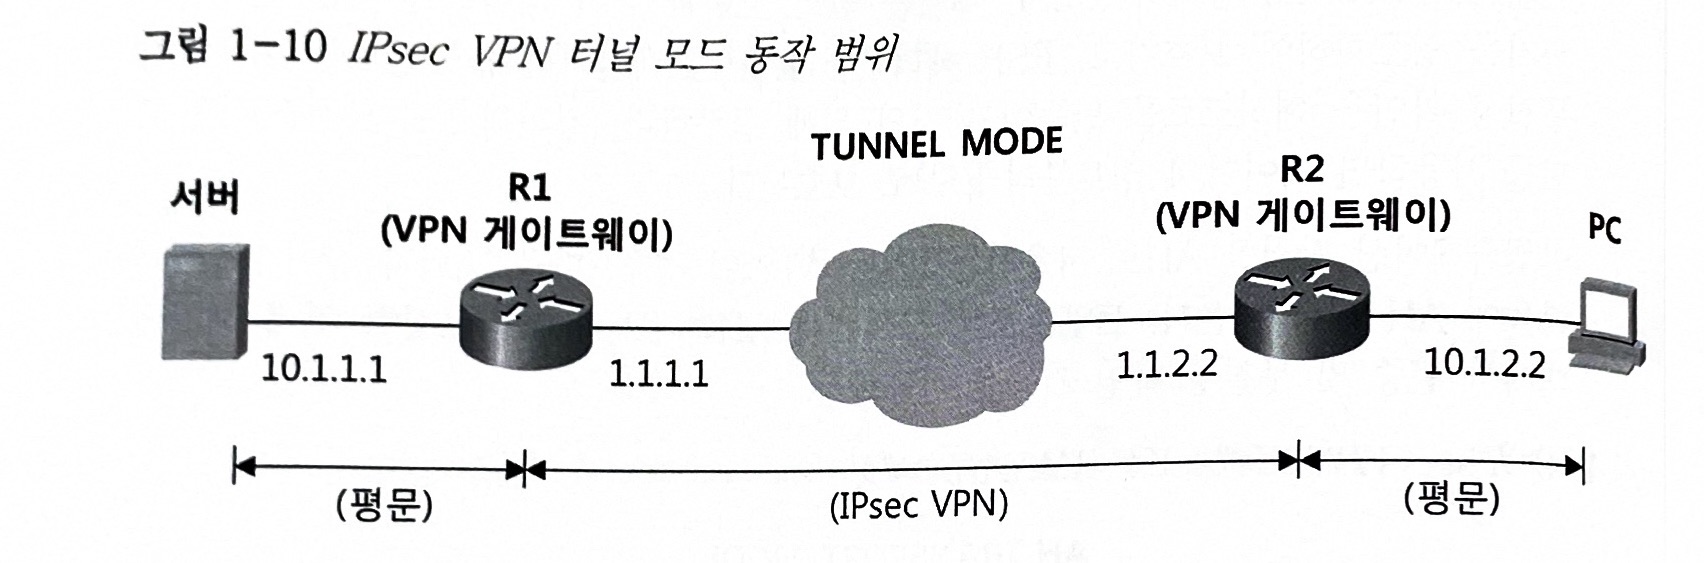 그림 1-10 IPsec VPN 터널 모드 동작 범위
TUNNEL MODE
서버
R1
(VPN 게이트웨이)
R2
(VPN 게이트웨이)
PC
10.1.1.1
1.1.1.1
1.1.2.2
10.1.2.2
(평문)
(IPsec VPN)
(평문)